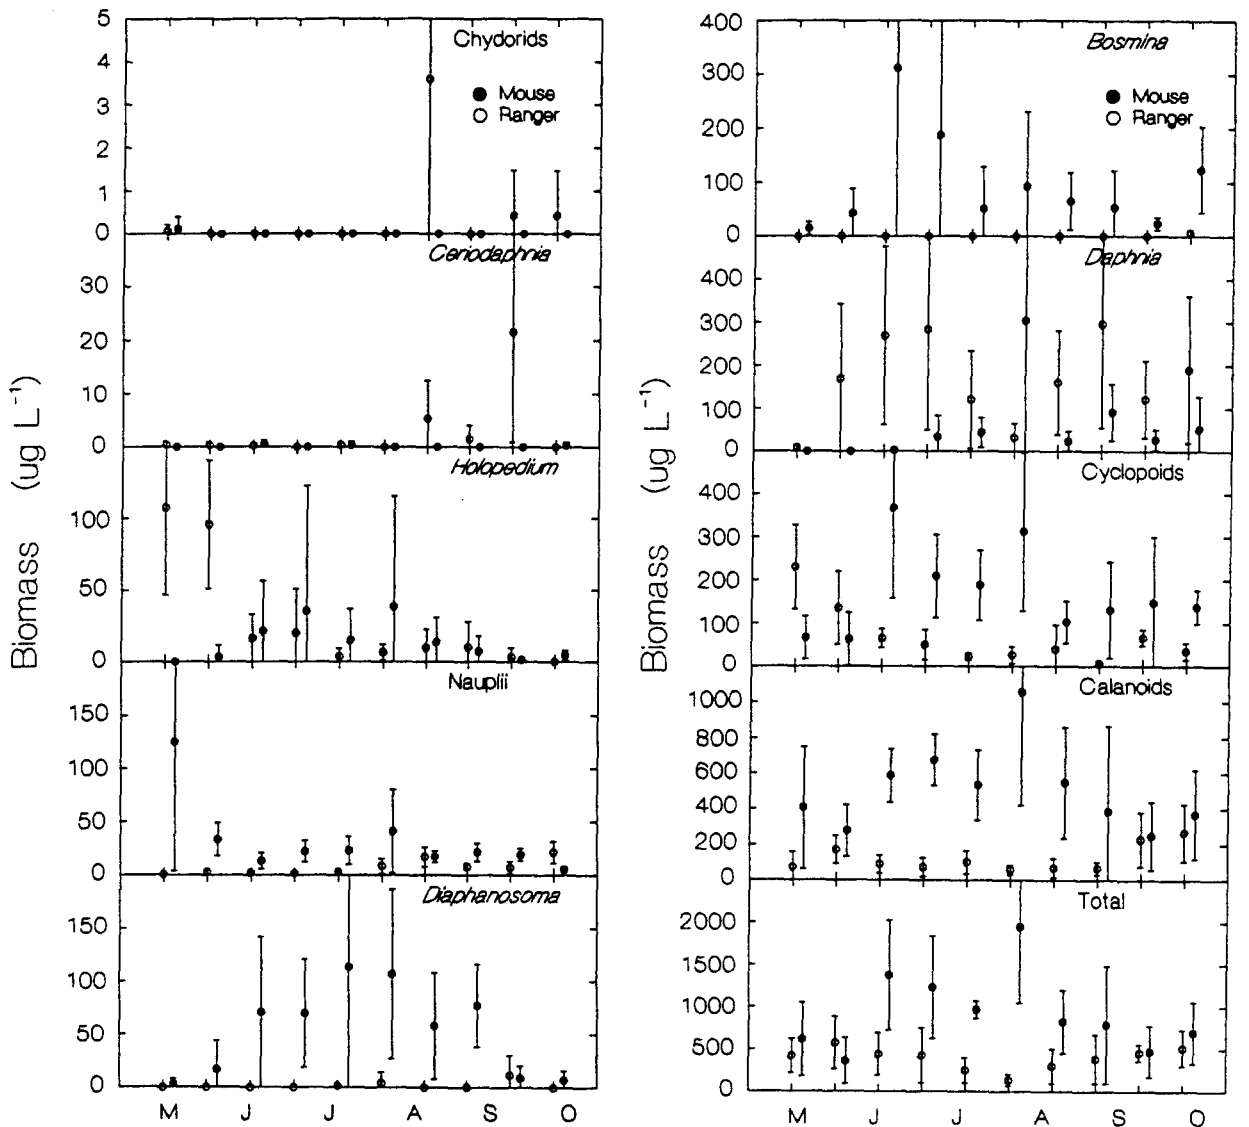 Biomass (ug L⁻¹)
5
4
3
2
1
0
Chydorids
Mouse
Ranger
30
20
10
0
Ceriodaphnia
100
50
0
Holopedium
150
100
50
0
Nauplii
150
100
50
0
Diaphanosoma
M J J A S O
Biomass (ug L⁻¹)
400
300
200
100
0
Bosmina
Mouse
Ranger
400
300
200
100
0
Daphnia
400
300
200
100
0
Cyclopoids
1000
800
600
400
200
0
Calanoids
2000
1500
1000
500
0
Total
M J J A S O